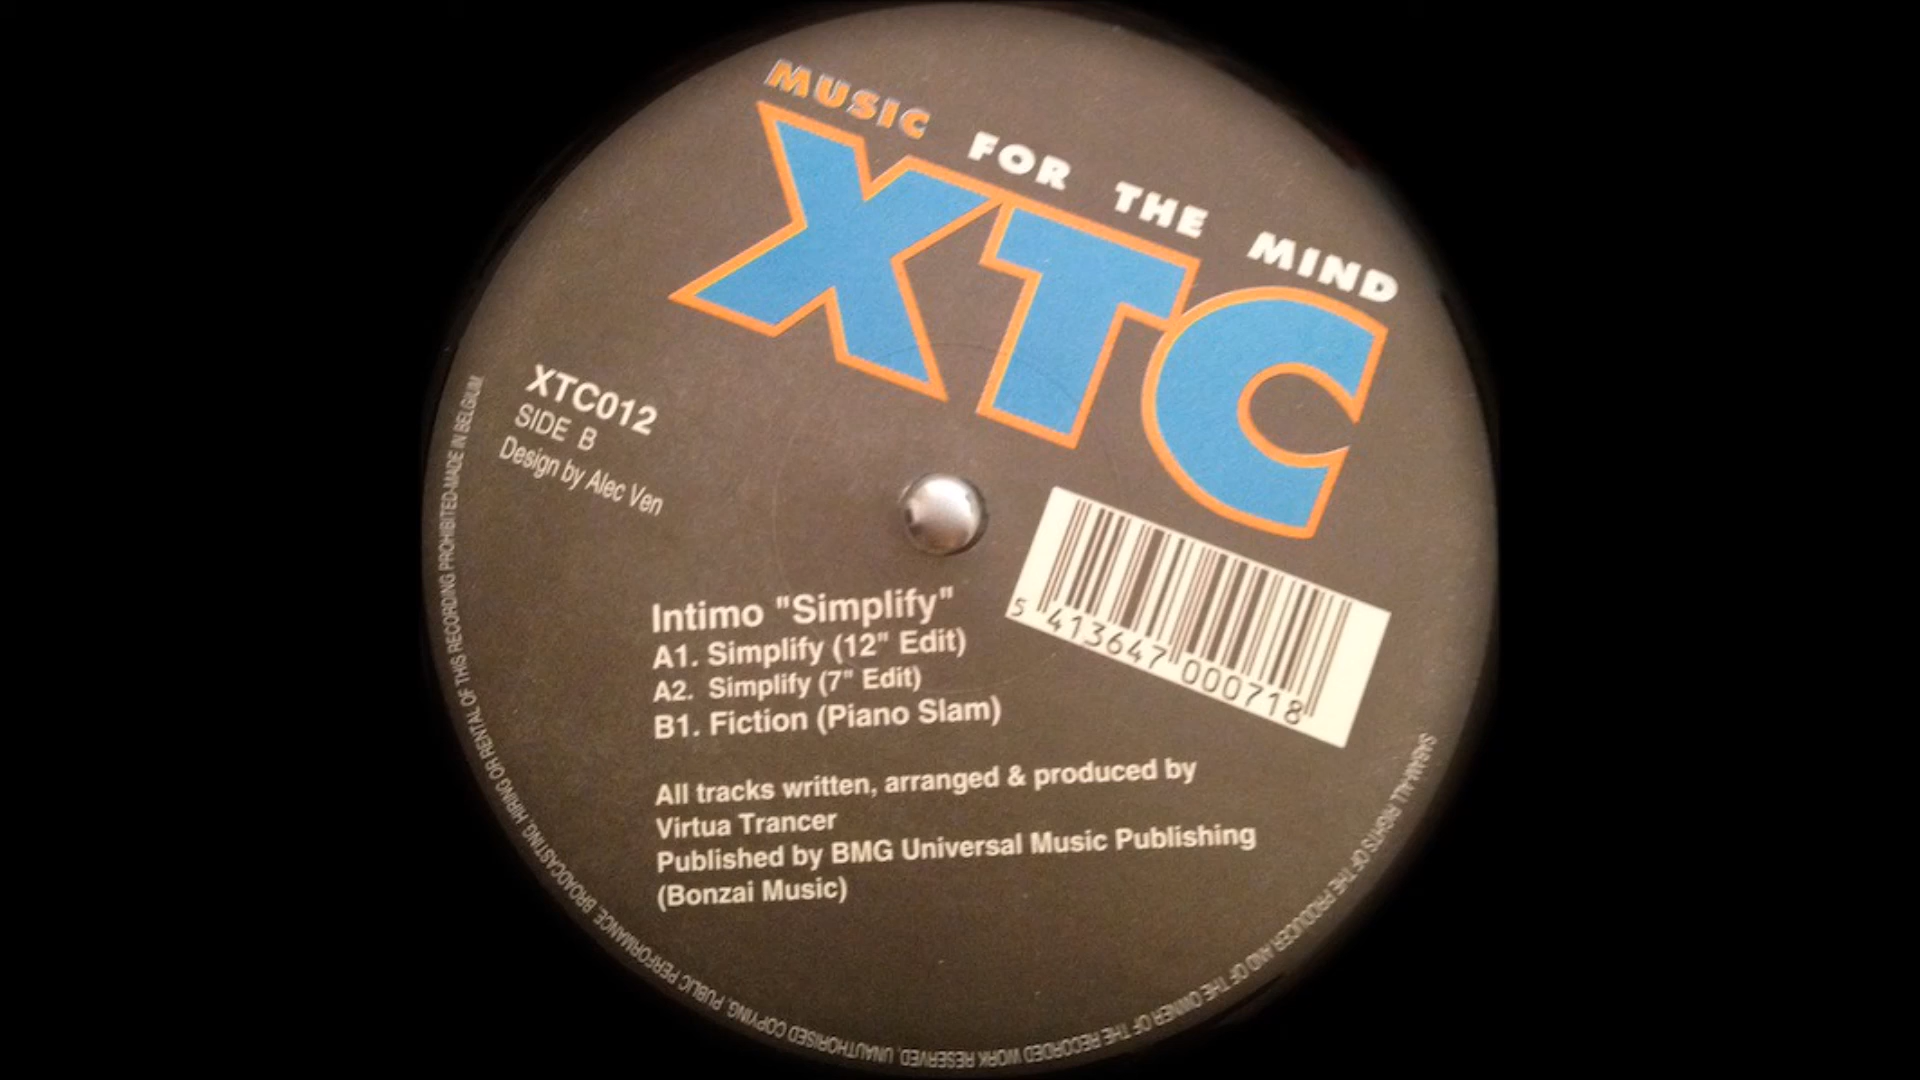 MUSIC FOR THE MIND
XTC
XTC012
SIDE B
Design by Alec Ven
5 413647 000718
Intimo "Simplify"
A1. Simplify (12" Edit)
A2. Simplify (7" Edit)
B1. Fiction (Piano Slam)
All tracks written, arranged & produced by
Virtua Trancer
Published by BMG Universal Music Publishing
(Bonzai Music)
SABAM-ALL RIGHTS OF THE PRODUCER AND OF THE OWNER OF THE RECORDED WORK RESERVED, UNAUTHORISED COPYING, PUBLIC PERFORMANCE, BROADCASTING, HIRING OR RENTAL OF THIS RECORDING PROHIBITED-MADE IN BELGIUM.